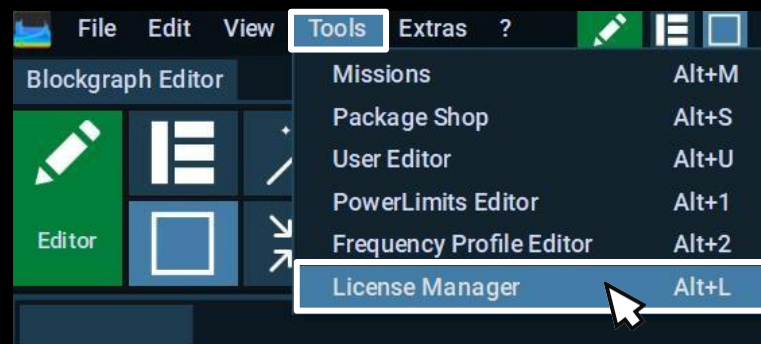 File Edit View Tools Extras ?
Blockgraph Editor
Missions Alt+M
Package Shop Alt+S
User Editor Alt+U
PowerLimits Editor Alt+1
Frequency Profile Editor Alt+2
License Manager Alt+L
Editor